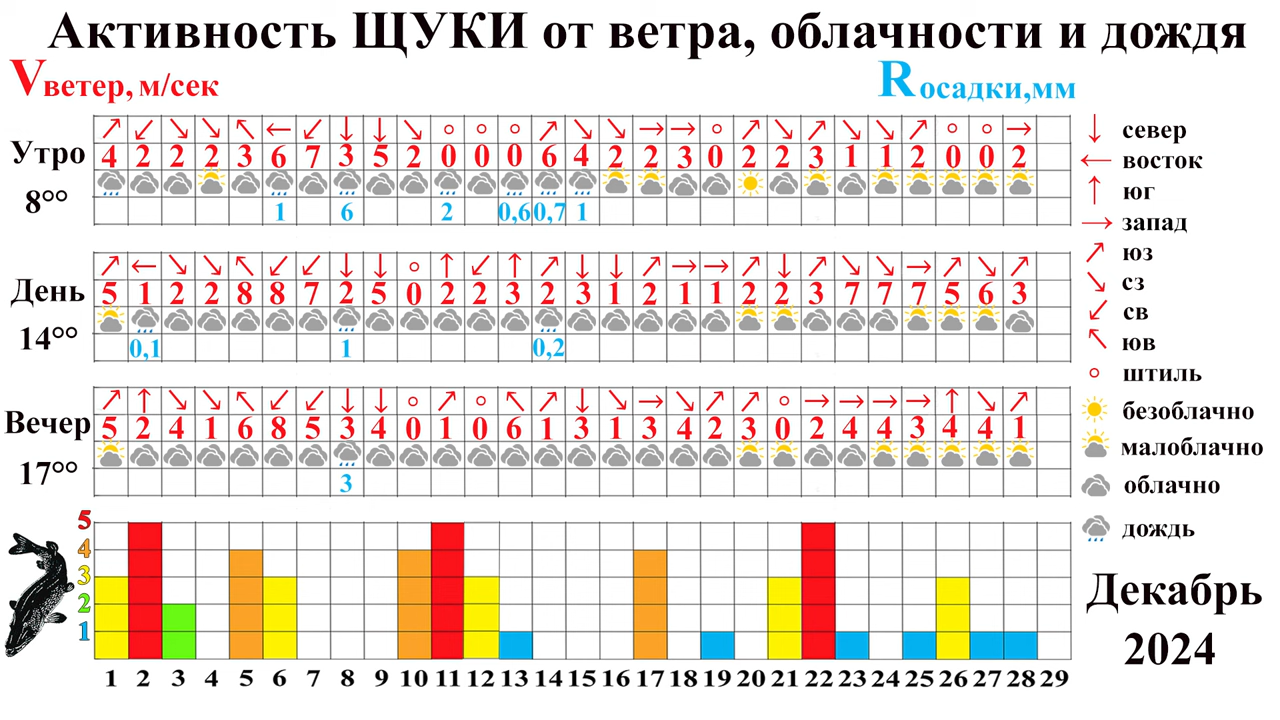 Активность ЩУКИ от ветра, облачности и дождя
Vветер, м/сек
R осадки,мм
Утро
8°°
4 2 2 2 3 6 7 3 5 2 0 0 0 6 4 2 2 3 0 2 2 3 1 1 2 0 0 2
1 6 2 0,6 0,7 1
День
14°°
5 1 2 2 8 8 7 2 5 0 2 2 3 2 3 1 2 1 1 2 2 3 7 7 7 5 6 3
0,1 1 0,2
Вечер
17°°
5 2 4 1 6 8 5 3 4 0 1 0 6 1 3 1 3 4 2 3 0 2 4 4 3 4 4 1
3
север
восток
юг
запад
юз
сз
св
юв
штиль
безоблачно
малоблачно
облачно
дождь
5
4
3
2
1
1 2 3 4 5 6 7 8 9 10 11 12 13 14 15 16 17 18 19 20 21 22 23 24 25 26 27 28 29
Декабрь
2024